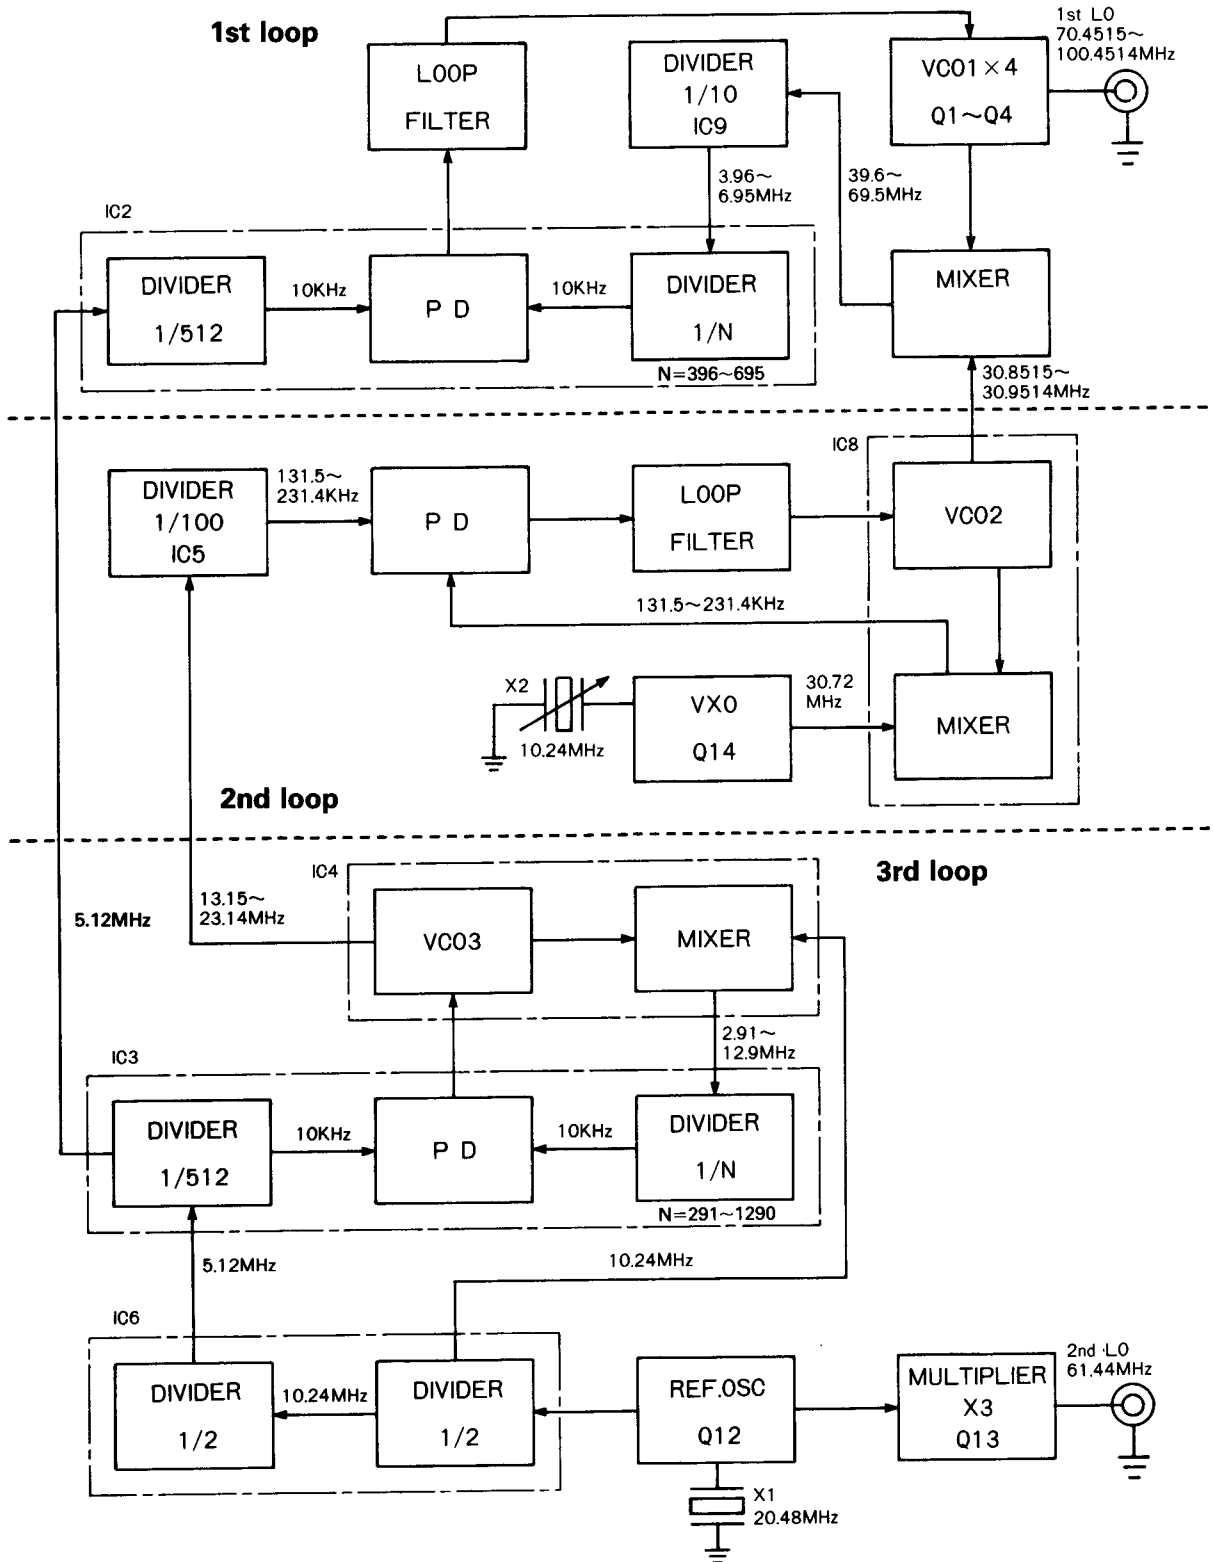 1st loop
LOOP
FILTER
DIVIDER
1/10
IC9
VCO1×4
Q1~Q4
1st LO
70.4515~
100.4514MHz
3.96~
6.95MHz
39.6~
69.5MHz
IC2
DIVIDER
1/512
10KHz
P D
10KHz
DIVIDER
1/N
N=396~695
MIXER
30.8515~
30.9514MHz
DIVIDER
1/100
IC5
131.5~
231.4KHz
P D
LOOP
FILTER
IC8
VCO2
131.5~231.4KHz
X2
10.24MHz
VXO
Q14
30.72
MHz
MIXER
2nd loop
3rd loop
5.12MHz
13.15~
23.14MHz
IC4
VCO3
MIXER
2.91~
12.9MHz
IC3
DIVIDER
1/512
10KHz
P D
10KHz
DIVIDER
1/N
N=291~1290
5.12MHz
10.24MHz
IC6
DIVIDER
1/2
10.24MHz
DIVIDER
1/2
REF.OSC
Q12
MULTIPLIER
X3
Q13
2nd LO
61.44MHz
X1
20.48MHz